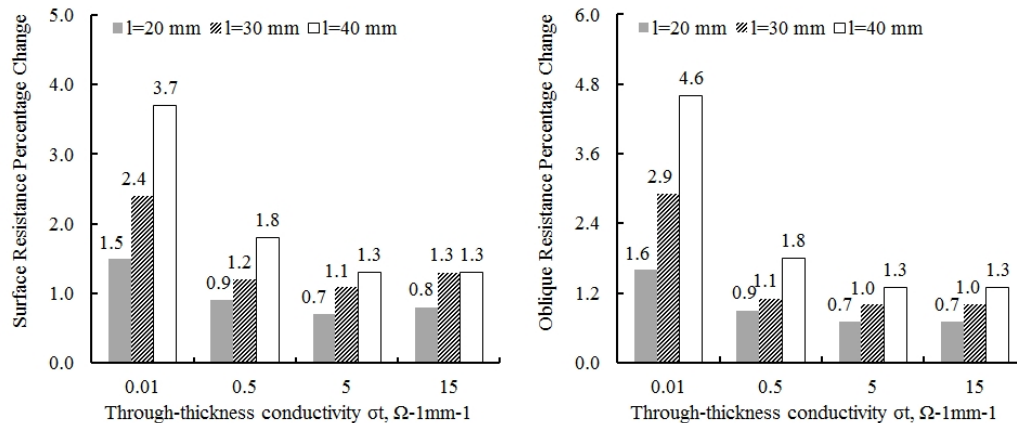 Surface Resistance Percentage Change
5.0
4.0
3.0
2.0
1.0
0.0
l=20 mm l=30 mm l=40 mm
1.5 2.4 3.7
0.9 1.2 1.8
0.7 1.1 1.3
0.8 1.3 1.3
0.01 0.5 5 15
Through-thickness conductivity σt, Ω-1mm-1
Oblique Resistance Percentage Change
6.0
4.8
3.6
2.4
1.2
0.0
l=20 mm l=30 mm l=40 mm
1.6 2.9 4.6
0.9 1.1 1.8
0.7 1.0 1.3
0.7 1.0 1.3
0.01 0.5 5 15
Through-thickness conductivity σt, Ω-1mm-1